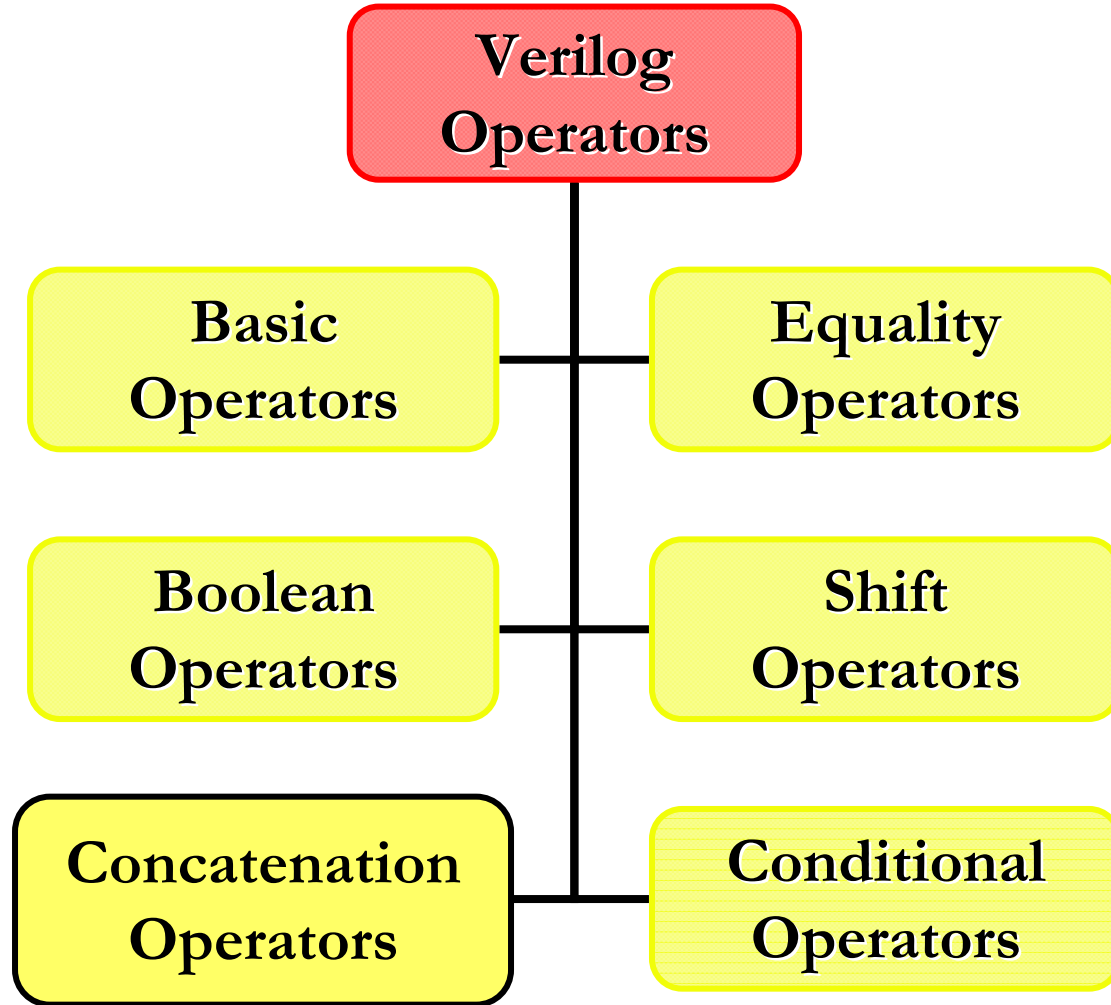 Verilog
Operators
Basic
Operators
Equality
Operators
Boolean
Operators
Shift
Operators
Concatenation
Operators
Conditional
Operators